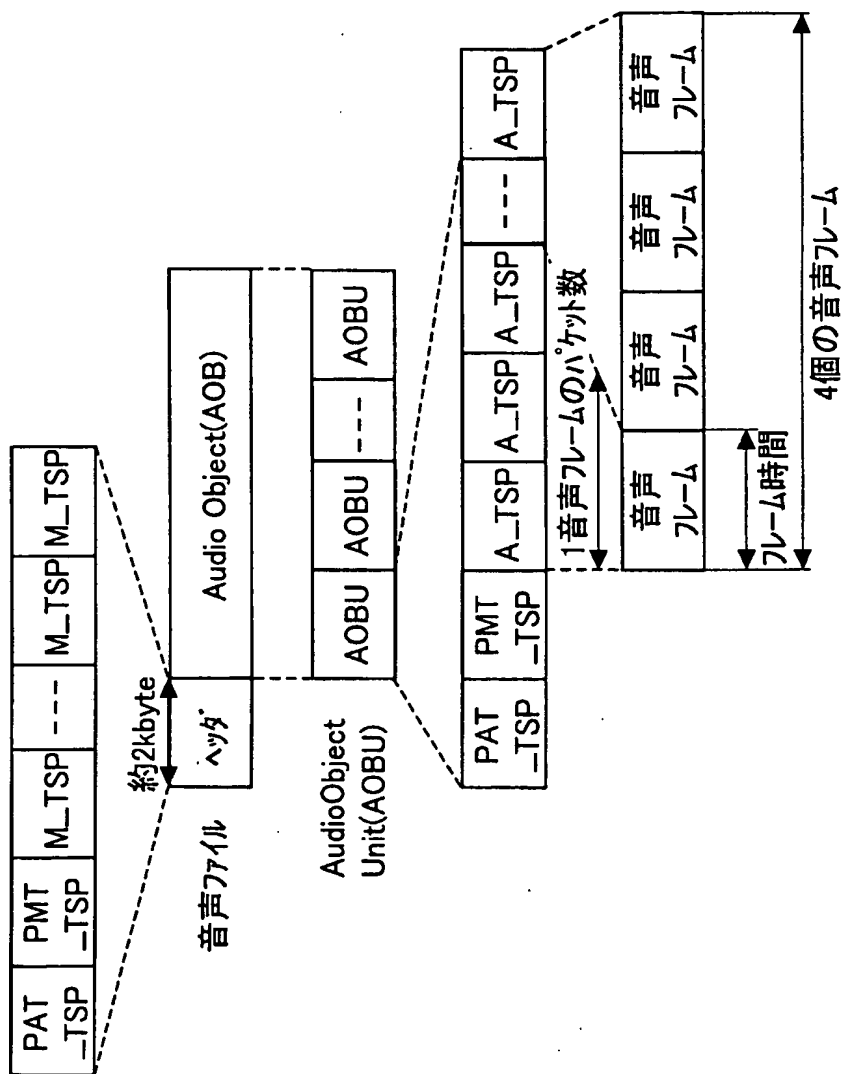 PAT
_TSP
PMT
_TSP
M_TSP
---
M_TSP
M_TSP
約2kbyte
音声ファイル
ヘッダ
Audio Object(AOB)
AudioObject
Unit(AOBU)
AOBU
AOBU
---
AOBU
PAT
_TSP
PMT
_TSP
A_TSP
A_TSP
A_TSP
---
A_TSP
1音声フレームのパケット数
音声
フレーム
音声
フレーム
音声
フレーム
音声
フレーム
フレーム時間
4個の音声フレーム